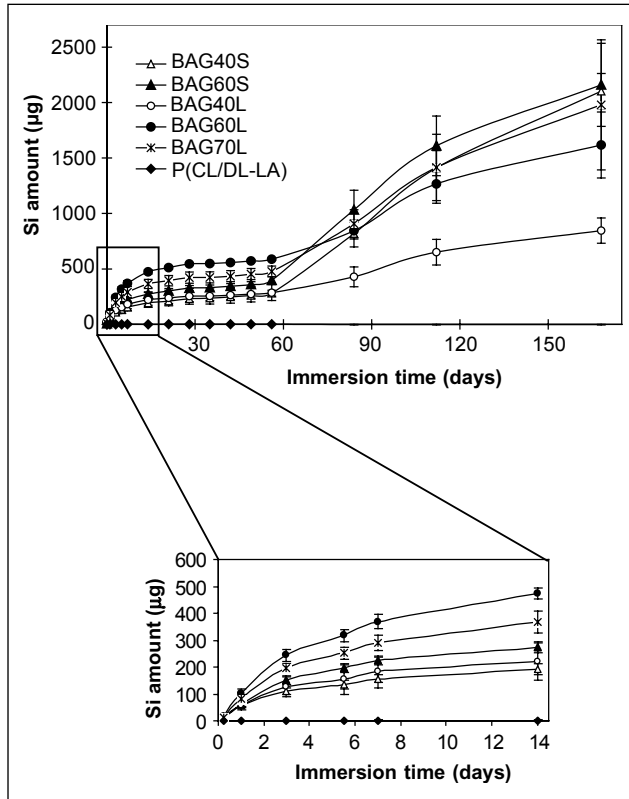 2500
2000
1500
1000
500
0
Si amount (µg)
BAG40S
BAG60S
BAG40L
BAG60L
BAG70L
P(CL/DL-LA)
30 60 90 120 150
Immersion time (days)
600
500
400
300
200
100
0
Si amount (µg)
0 2 4 6 8 10 12 14
Immersion time (days)